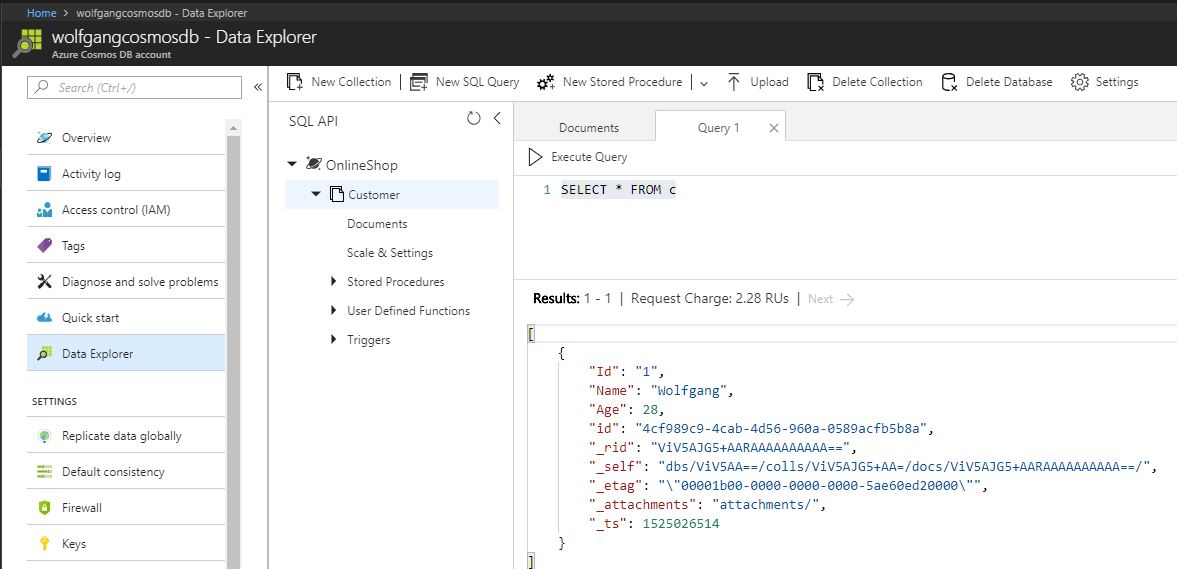 Home > wolfgangcosmosdb - Data Explorer
wolfgangcosmosdb - Data Explorer
Azure Cosmos DB account
Search (Ctrl+/)
«
Overview
Activity log
Access control (IAM)
Tags
Diagnose and solve problems
Quick start
Data Explorer
SETTINGS
Replicate data globally
Default consistency
Firewall
Keys
New Collection
New SQL Query
New Stored Procedure
Upload
Delete Collection
Delete Database
Settings
SQL API
OnlineShop
Customer
Documents
Scale & Settings
Stored Procedures
User Defined Functions
Triggers
Documents
Query 1
Execute Query
1 SELECT * FROM c
Results: 1 - 1 | Request Charge: 2.28 RUs | Next
[
{
"Id": "1",
"Name": "Wolfgang",
"Age": 28,
"id": "4cf989c9-4cab-4d56-960a-0589acfb5b8a",
"_rid": "ViV5AJG5+AARAAAAAAAAAA==",
"_self": "dbs/ViV5AA==/colls/ViV5AJG5+AA=/docs/ViV5AJG5+AARAAAAAAAAAA==/",
"_etag": "\"00001b00-0000-0000-0000-5ae60ed20000\"",
"_attachments": "attachments/",
"_ts": 1525026514
}
]